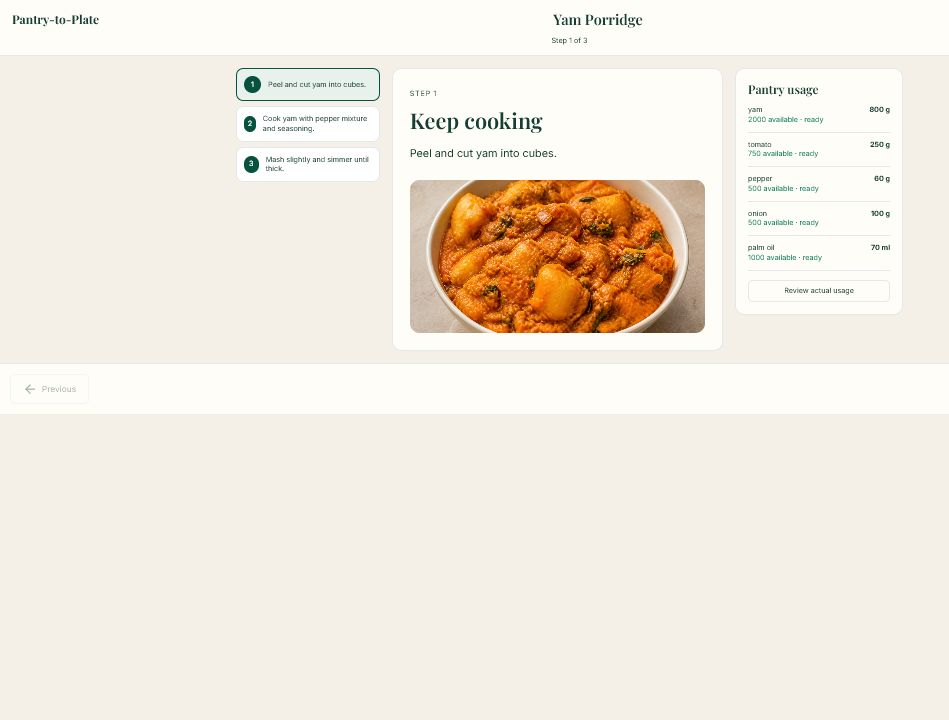 Pantry-to-Plate
Yam Porridge
Step 1 of 3
1 Peel and cut yam into cubes.
2 Cook yam with pepper mixture
and seasoning.
3 Mash slightly and simmer until
thick.
STEP 1
Keep cooking
Peel and cut yam into cubes.
Pantry usage
yam 800 g
2000 available · ready
tomato 250 g
750 available · ready
pepper 60 g
500 available · ready
onion 100 g
500 available · ready
palm oil 70 ml
1000 available · ready
Review actual usage
Previous